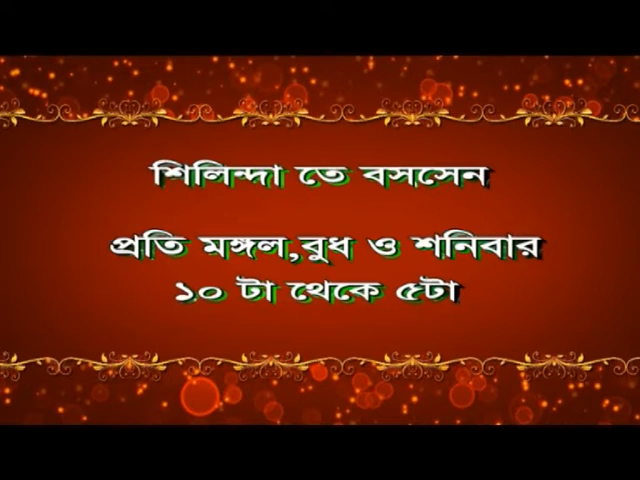 শিলিন্দা তে বসসেন
প্রতি মঙ্গল,বুধ ও শনিবার
১০ টা থেকে ৫টা